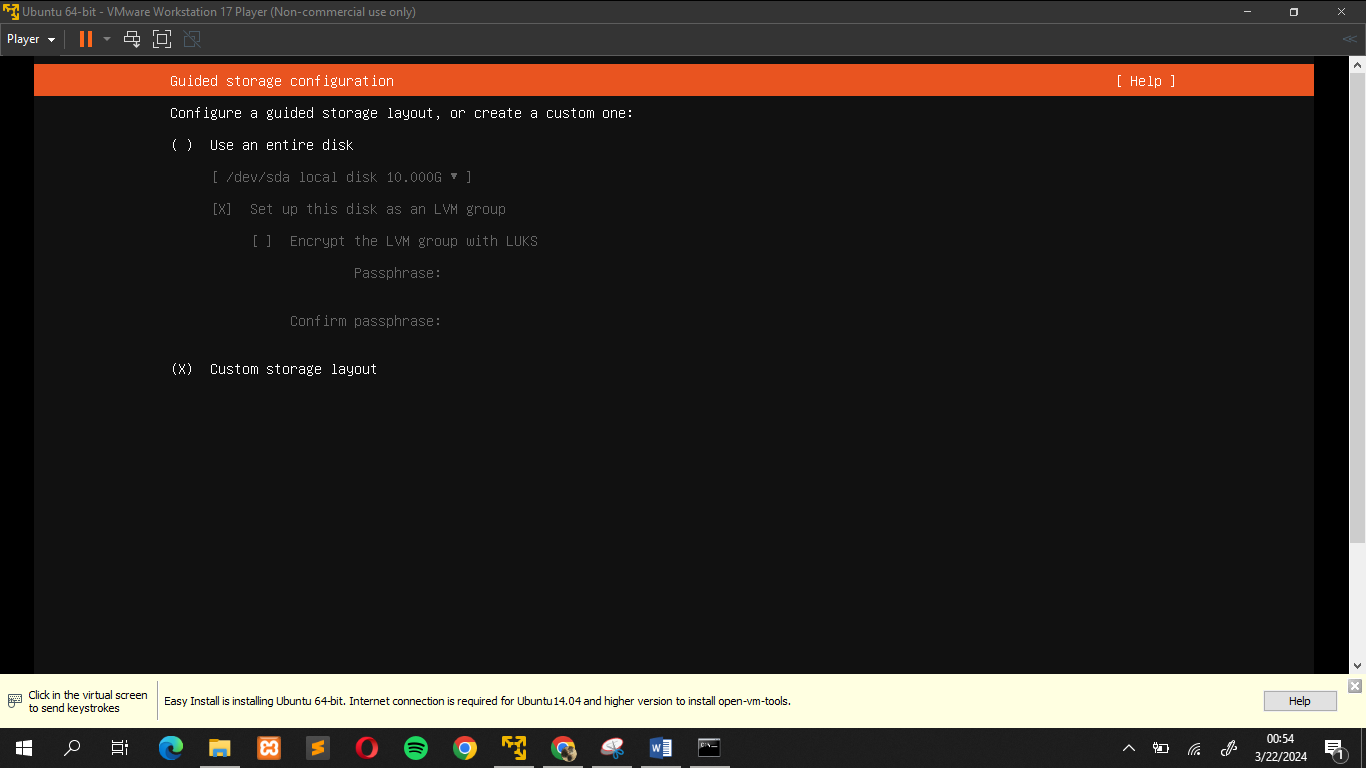 Ubuntu 64-bit - VMware Workstation 17 Player (Non-commercial use only)
Player
Guided storage configuration [ Help ]
Configure a guided storage layout, or create a custom one:
( ) Use an entire disk
[ /dev/sda local disk 10.000G ▾ ]
[X] Set up this disk as an LVM group
[ ] Encrypt the LVM group with LUKS
Passphrase:
Confirm passphrase:
(X) Custom storage layout
Click in the virtual screen
to send keystrokes
Easy Install is installing Ubuntu 64-bit. Internet connection is required for Ubuntu14.04 and higher version to install open-vm-tools.
Help
00:54
3/22/2024
1